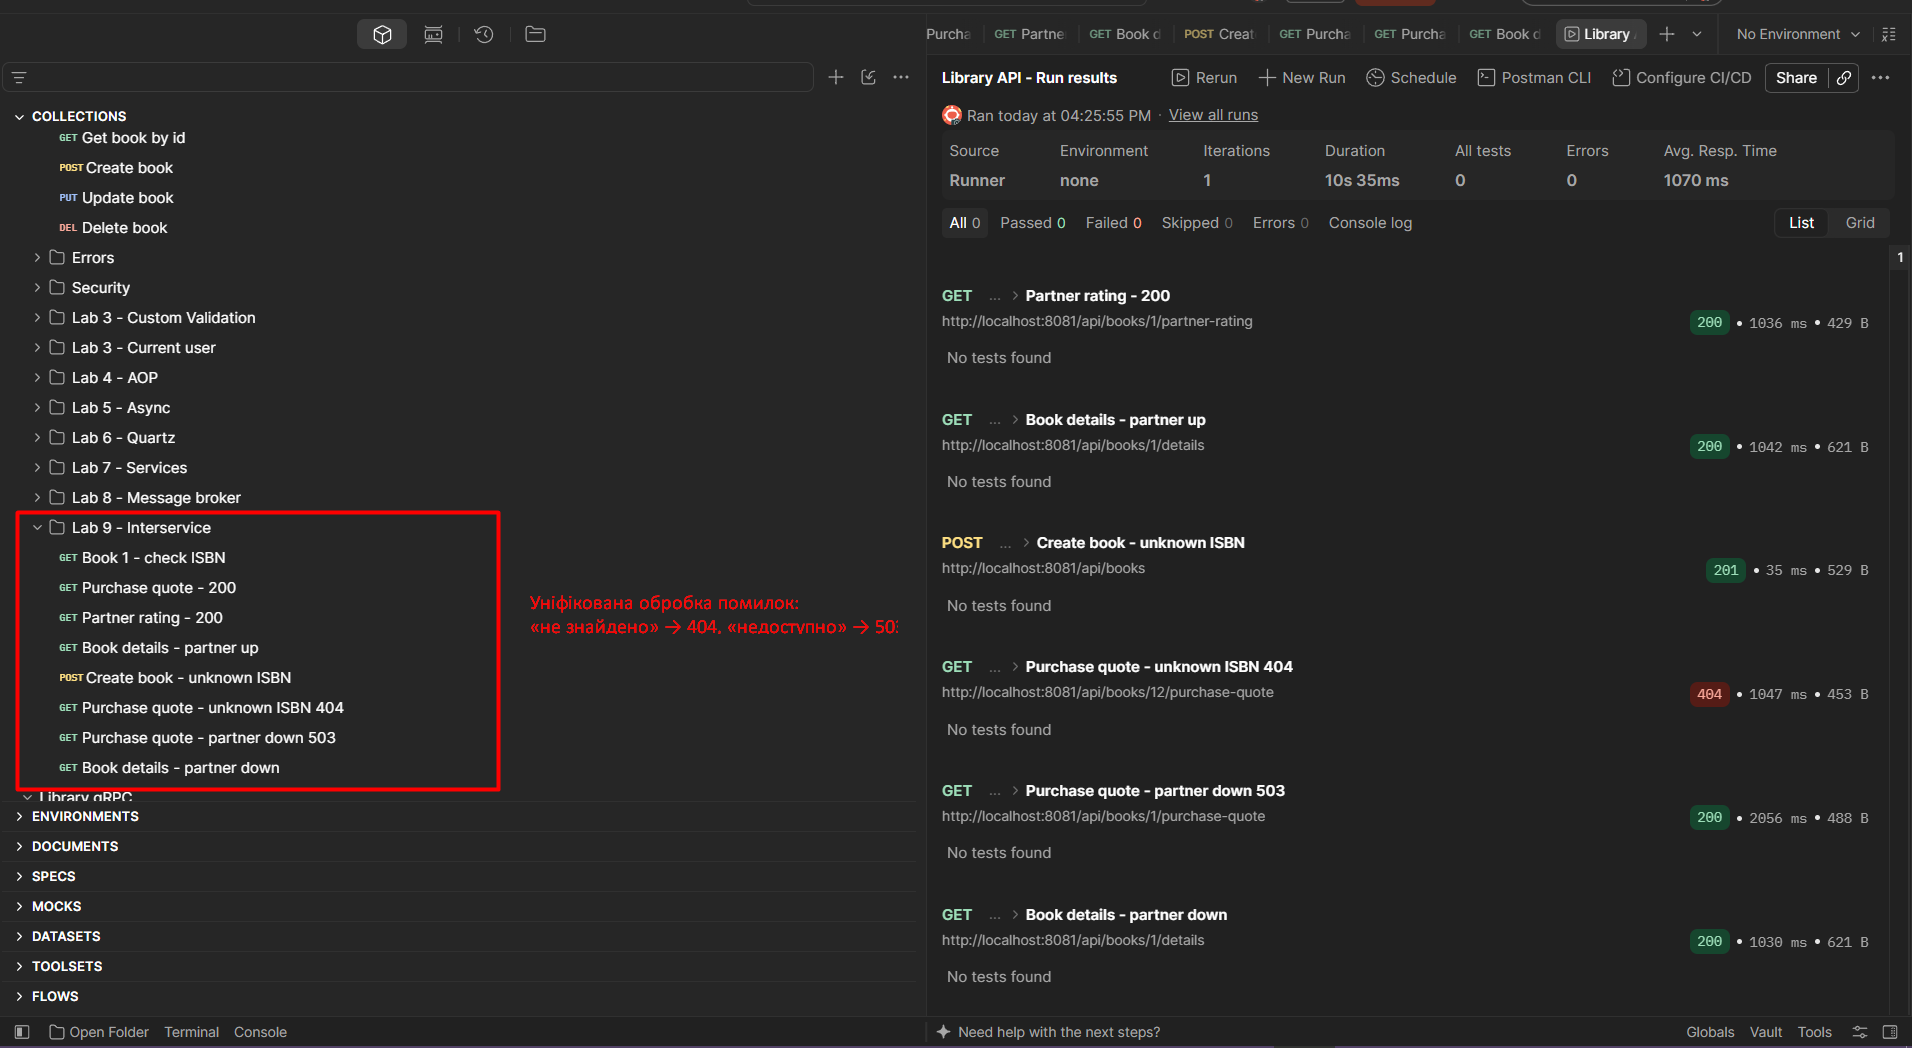 Purcha
GET Partne
GET Book d
POST Creat
GET Purcha
GET Purcha
GET Book d
Library
No Environment
COLLECTIONS
GET Get book by id
POST Create book
PUT Update book
DEL Delete book
Errors
Security
Lab 3 - Custom Validation
Lab 3 - Current user
Lab 4 - AOP
Lab 5 - Async
Lab 6 - Quartz
Lab 7 - Services
Lab 8 - Message broker
Lab 9 - Interservice
GET Book 1 - check ISBN
GET Purchase quote - 200
GET Partner rating - 200
GET Book details - partner up
POST Create book - unknown ISBN
GET Purchase quote - unknown ISBN 404
GET Purchase quote - partner down 503
GET Book details - partner down
Library gRPC
ENVIRONMENTS
DOCUMENTS
SPECS
MOCKS
DATASETS
TOOLSETS
FLOWS
Уніфікована обробка помилок:
«не знайдено» → 404, «недоступно» → 50
Library API - Run results
Rerun
New Run
Schedule
Postman CLI
Configure CI/CD
Share
Ran today at 04:25:55 PM · View all runs
Source Environment Iterations Duration All tests Errors Avg. Resp. Time
Runner none 1 10s 35ms 0 0 1070 ms
All 0 Passed 0 Failed 0 Skipped 0 Errors 0 Console log
List Grid
1
GET ... > Partner rating - 200
http://localhost:8081/api/books/1/partner-rating
200 • 1036 ms • 429 B
No tests found
GET ... > Book details - partner up
http://localhost:8081/api/books/1/details
200 • 1042 ms • 621 B
No tests found
POST ... > Create book - unknown ISBN
http://localhost:8081/api/books
201 • 35 ms • 529 B
No tests found
GET ... > Purchase quote - unknown ISBN 404
http://localhost:8081/api/books/12/purchase-quote
404 • 1047 ms • 453 B
No tests found
GET ... > Purchase quote - partner down 503
http://localhost:8081/api/books/1/purchase-quote
200 • 2056 ms • 488 B
No tests found
GET ... > Book details - partner down
http://localhost:8081/api/books/1/details
200 • 1030 ms • 621 B
No tests found
Open Folder Terminal Console
Need help with the next steps?
Globals Vault Tools